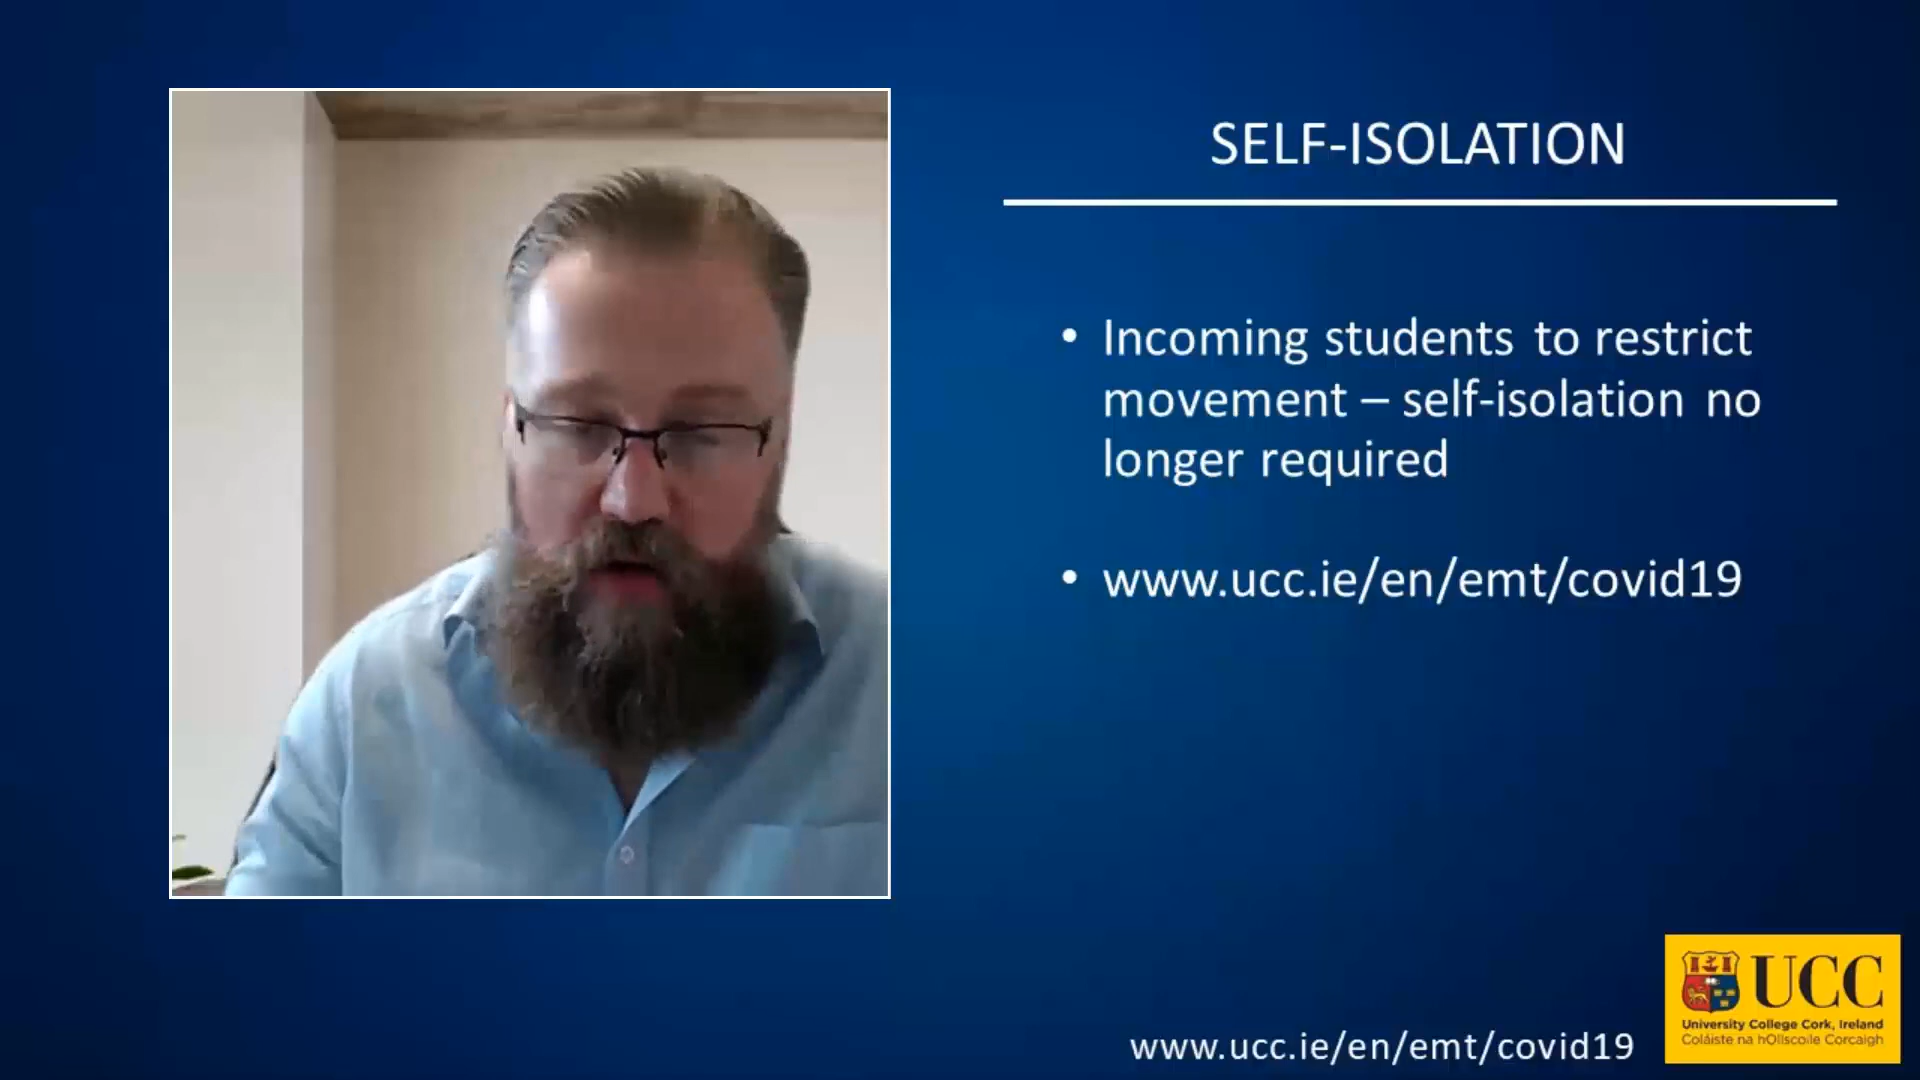 SELF-ISOLATION
• Incoming students to restrict
movement – self-isolation no
longer required
• www.ucc.ie/en/emt/covid19
UCC
University College Cork, Ireland
Coláiste na hOllscoile Corcaigh
www.ucc.ie/en/emt/covid19